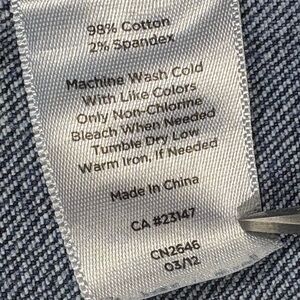 98% Cotton
2% Spandex
Machine Wash Cold
With Like Colors
Only Non-Chlorine
Bleach When Needed
Tumble Dry Low
Warm Iron, If Needed
Made In China
CA #23147
CN2646
03/12